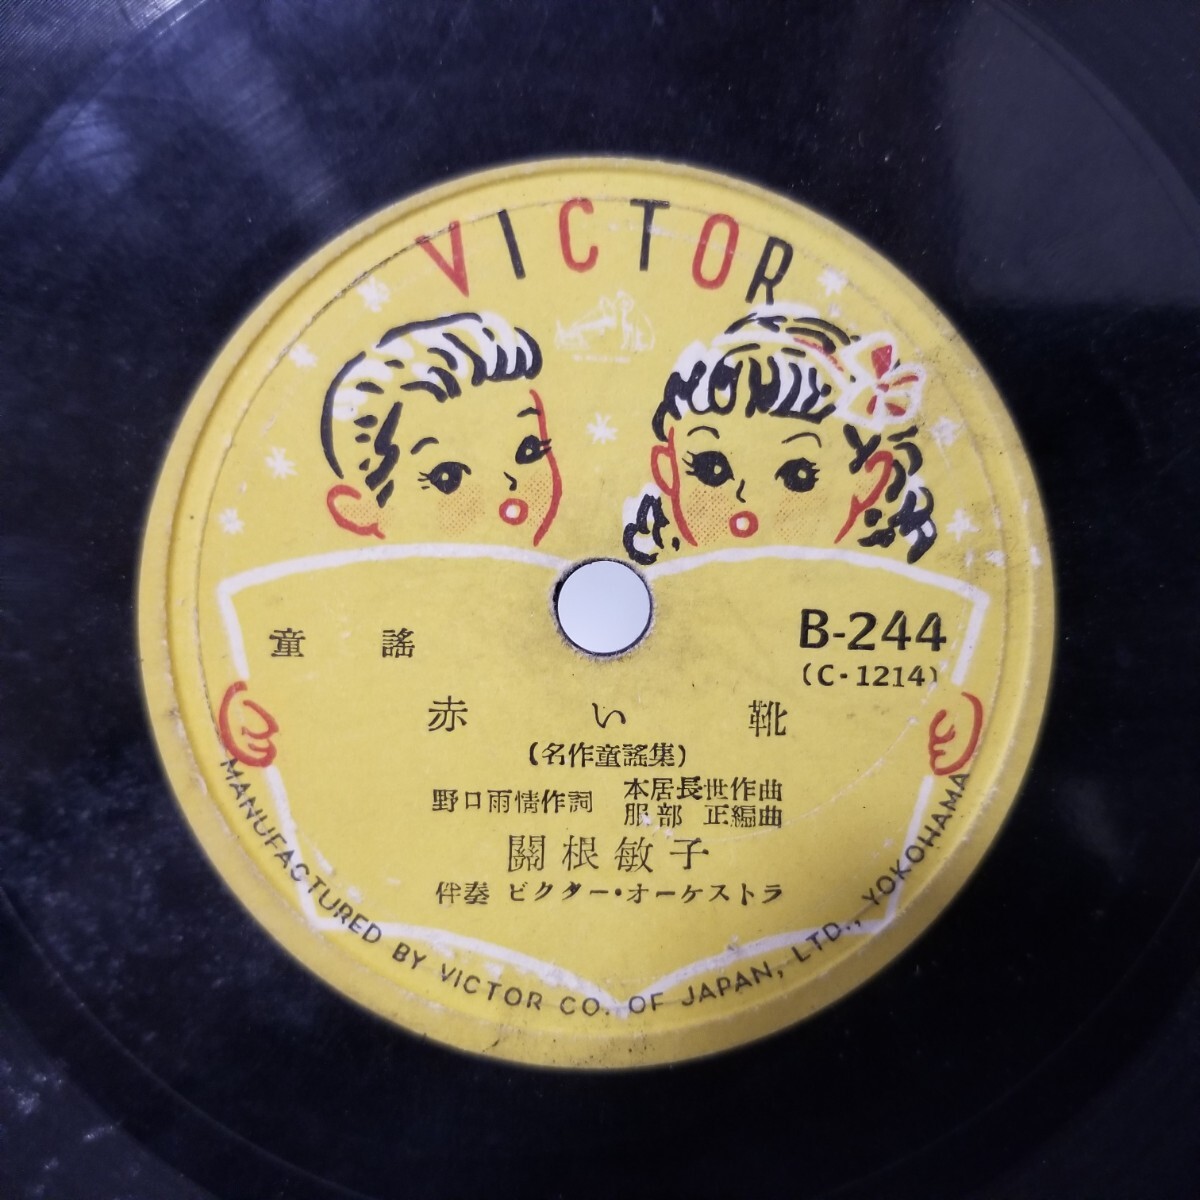 VICTOR
童謠
B-244
(C-1214)
赤い靴
(名作童謠集)
野口雨情作詞
本居長世作曲
服部 正編曲
關根敏子
伴奏 ビクター・オーケストラ
MANUFACTURED BY VICTOR CO. OF JAPAN, LTD., YOKOHAMA